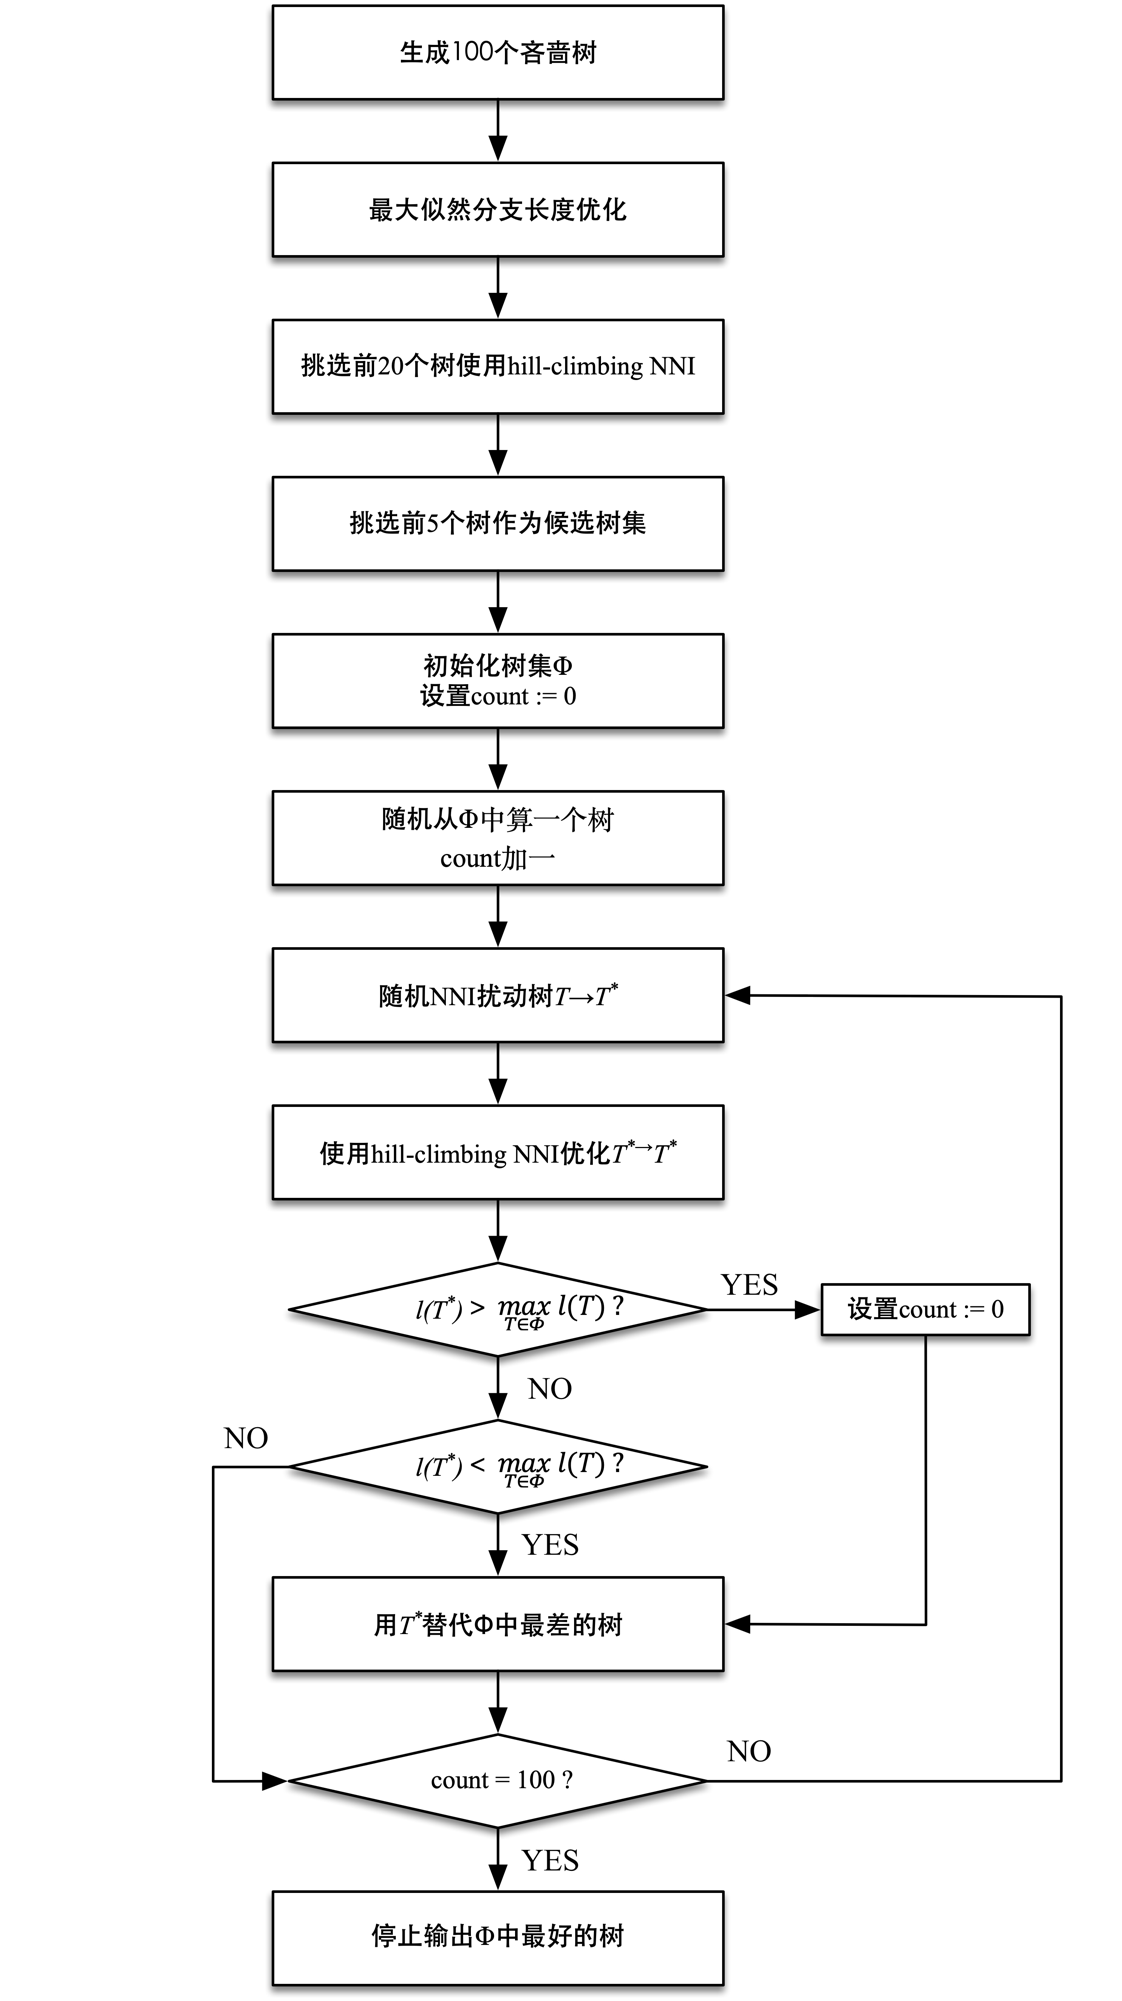 生成100个吝啬树
最大似然分支长度优化
挑选前20个树使用hill-climbing NNI
挑选前5个树作为候选树集
初始化树集Φ
设置count := 0
随机从Φ中算一个树
count加一
随机NNI扰动树T→T*
使用hill-climbing NNI优化T*→T*
l(T*) > max l(T) ?
T∈Φ
YES
设置count := 0
NO
NO
l(T*) < max l(T) ?
T∈Φ
YES
用T*替代Φ中最差的树
count = 100 ?
NO
YES
停止输出Φ中最好的树